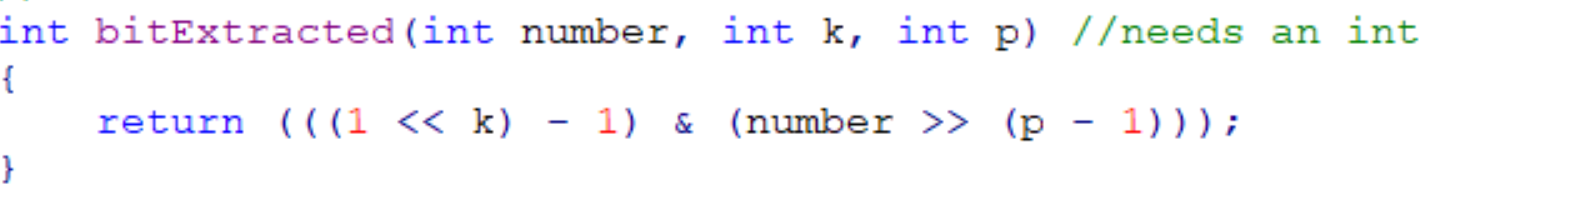 int bitExtracted(int number, int k, int p) //needs an int
{
    return (((1 << k) - 1) & (number >> (p - 1)));
}